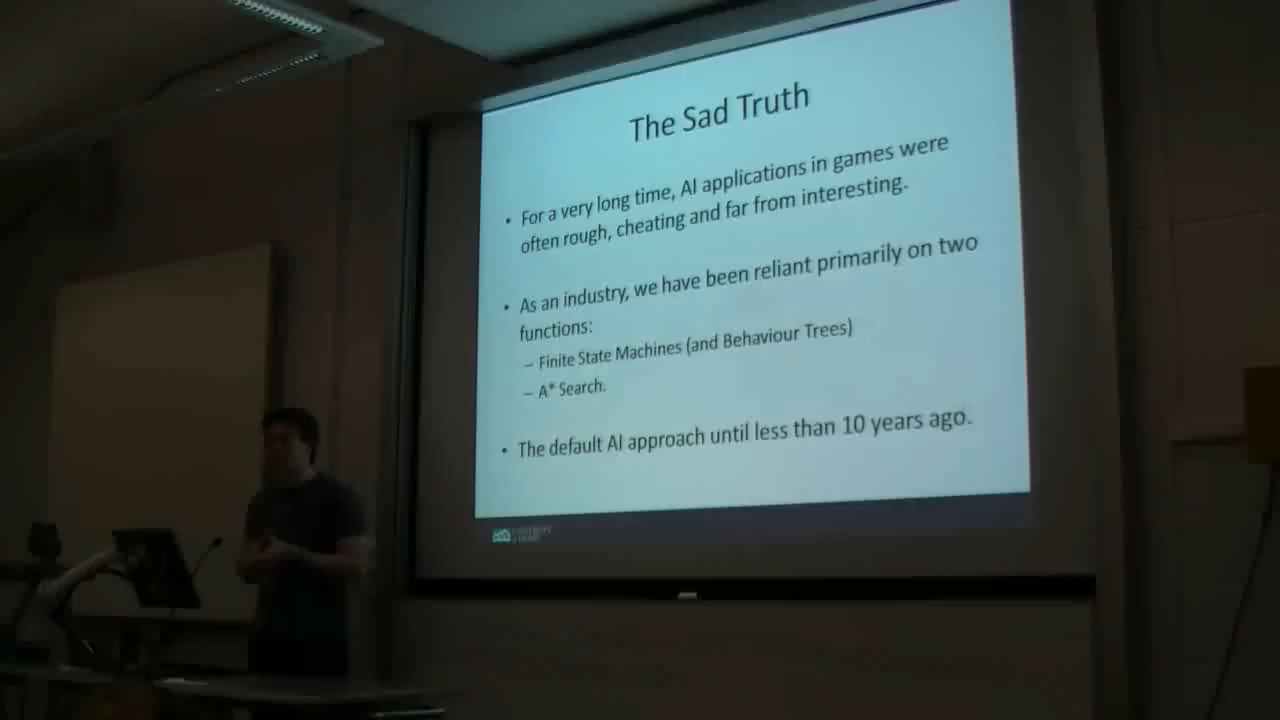 The Sad Truth
• For a very long time, AI applications in games were
often rough, cheating and far from interesting.
• As an industry, we have been reliant primarily on two
functions:
– Finite State Machines (and Behaviour Trees)
– A* Search.
• The default AI approach until less than 10 years ago.